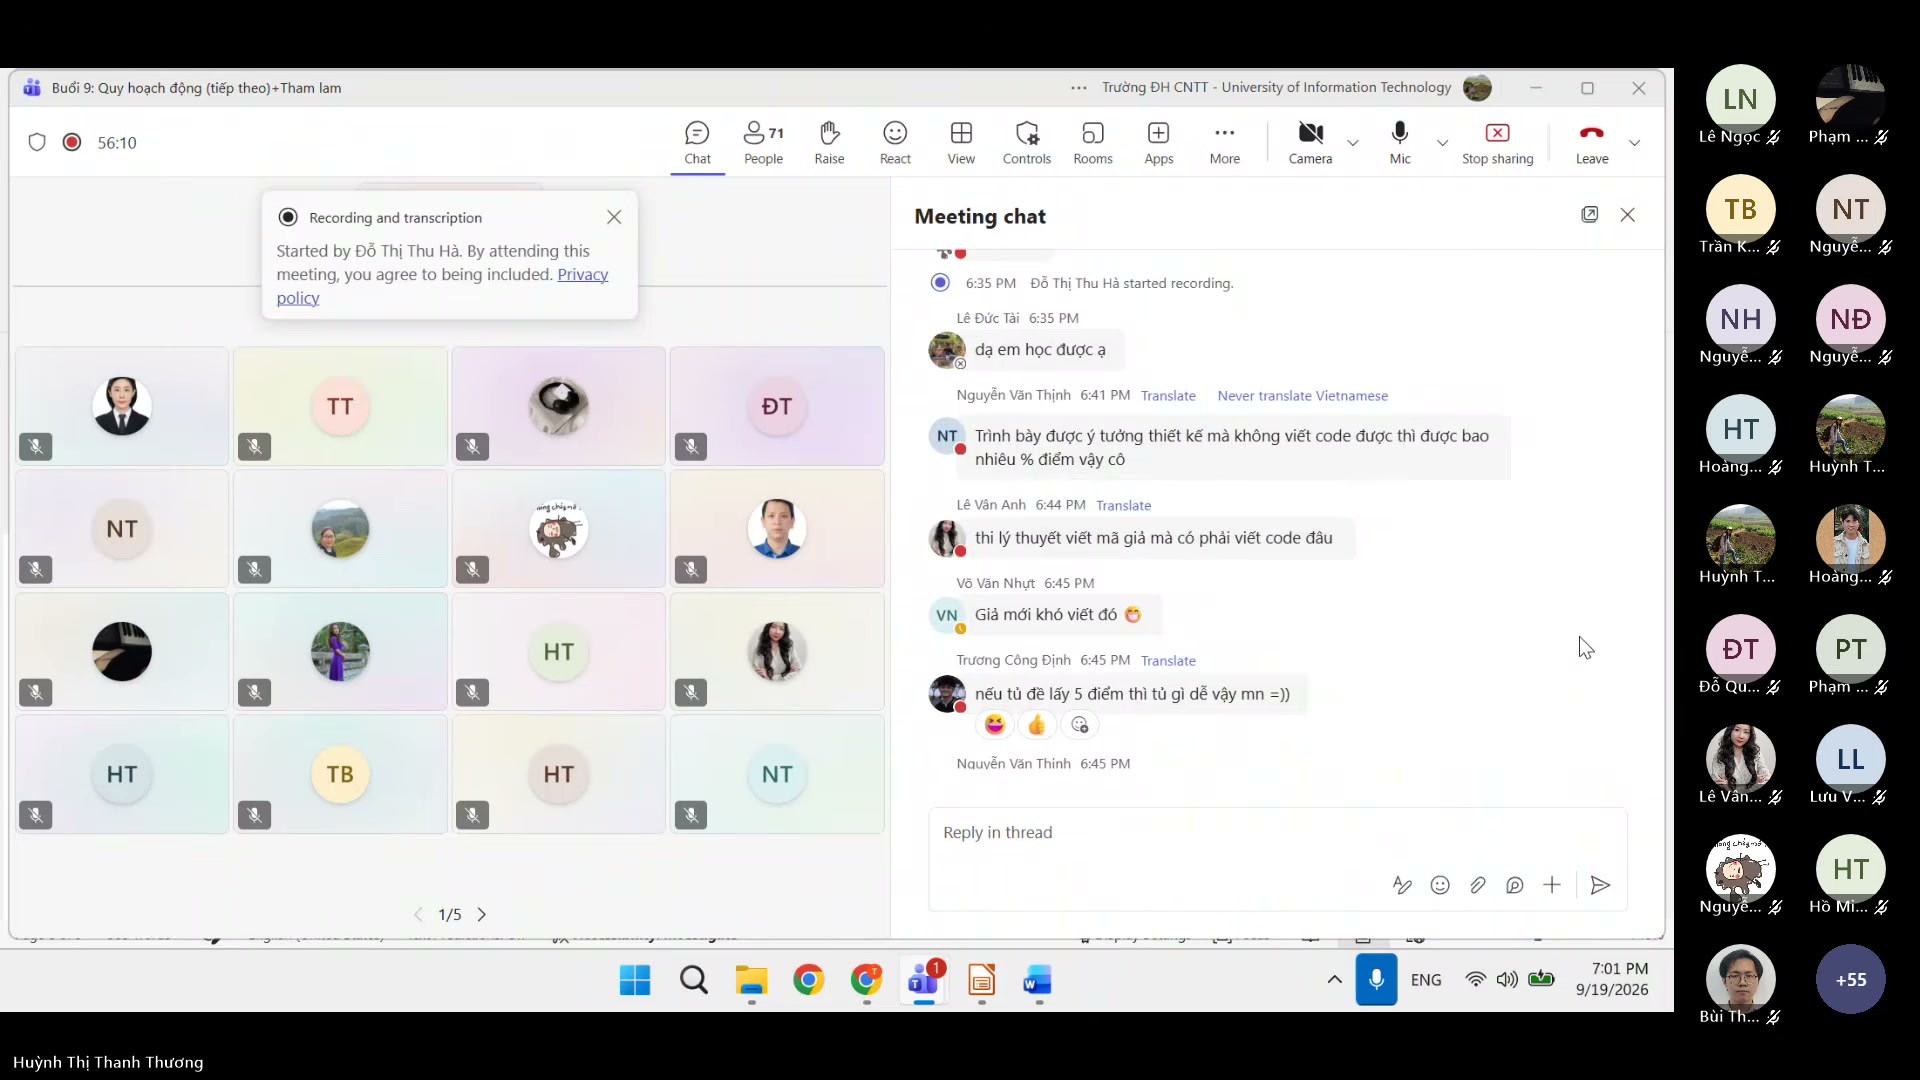 Buổi 9: Quy hoạch động (tiếp theo)+Tham lam
Trường ĐH CNTT - University of Information Technology
56:10
Chat
71
People
Raise
React
View
Controls
Rooms
Apps
More
Camera
Mic
Stop sharing
Leave
Recording and transcription
Started by Đỗ Thị Thu Hà. By attending this
meeting, you agree to being included. Privacy
policy
TT
ĐT
NT
HT
HT
TB
HT
NT
1/5
Meeting chat
6:35 PM Đỗ Thị Thu Hà started recording.
Lê Đức Tài 6:35 PM
dạ em học được ạ
Nguyễn Văn Thịnh 6:41 PM Translate Never translate Vietnamese
NT
Trình bày được ý tưởng thiết kế mà không viết code được thì được bao
nhiêu % điểm vậy cô
Lê Vân Anh 6:44 PM Translate
thi lý thuyết viết mã giả mà có phải viết code đâu
Võ Văn Nhựt 6:45 PM
VN
Giả mới khó viết đó
Trương Công Định 6:45 PM Translate
nếu tủ đề lấy 5 điểm thì tủ gì dễ vậy mn =))
Nguyễn Văn Thịnh 6:45 PM
Reply in thread
1
ENG
7:01 PM
9/19/2026
LN
Lê Ngọc
Phạm ...
TB
Trần K...
NT
Nguyễ...
NH
Nguyễ...
NĐ
Nguyễ...
HT
Hoàng...
Huỳnh T...
Huỳnh T...
Hoàng...
ĐT
Đỗ Qu...
PT
Phạm ...
Lê Vân...
LL
Lưu V...
Nguyễ...
HT
Hồ Mi...
Bùi Th...
+55
Huỳnh Thị Thanh Thương